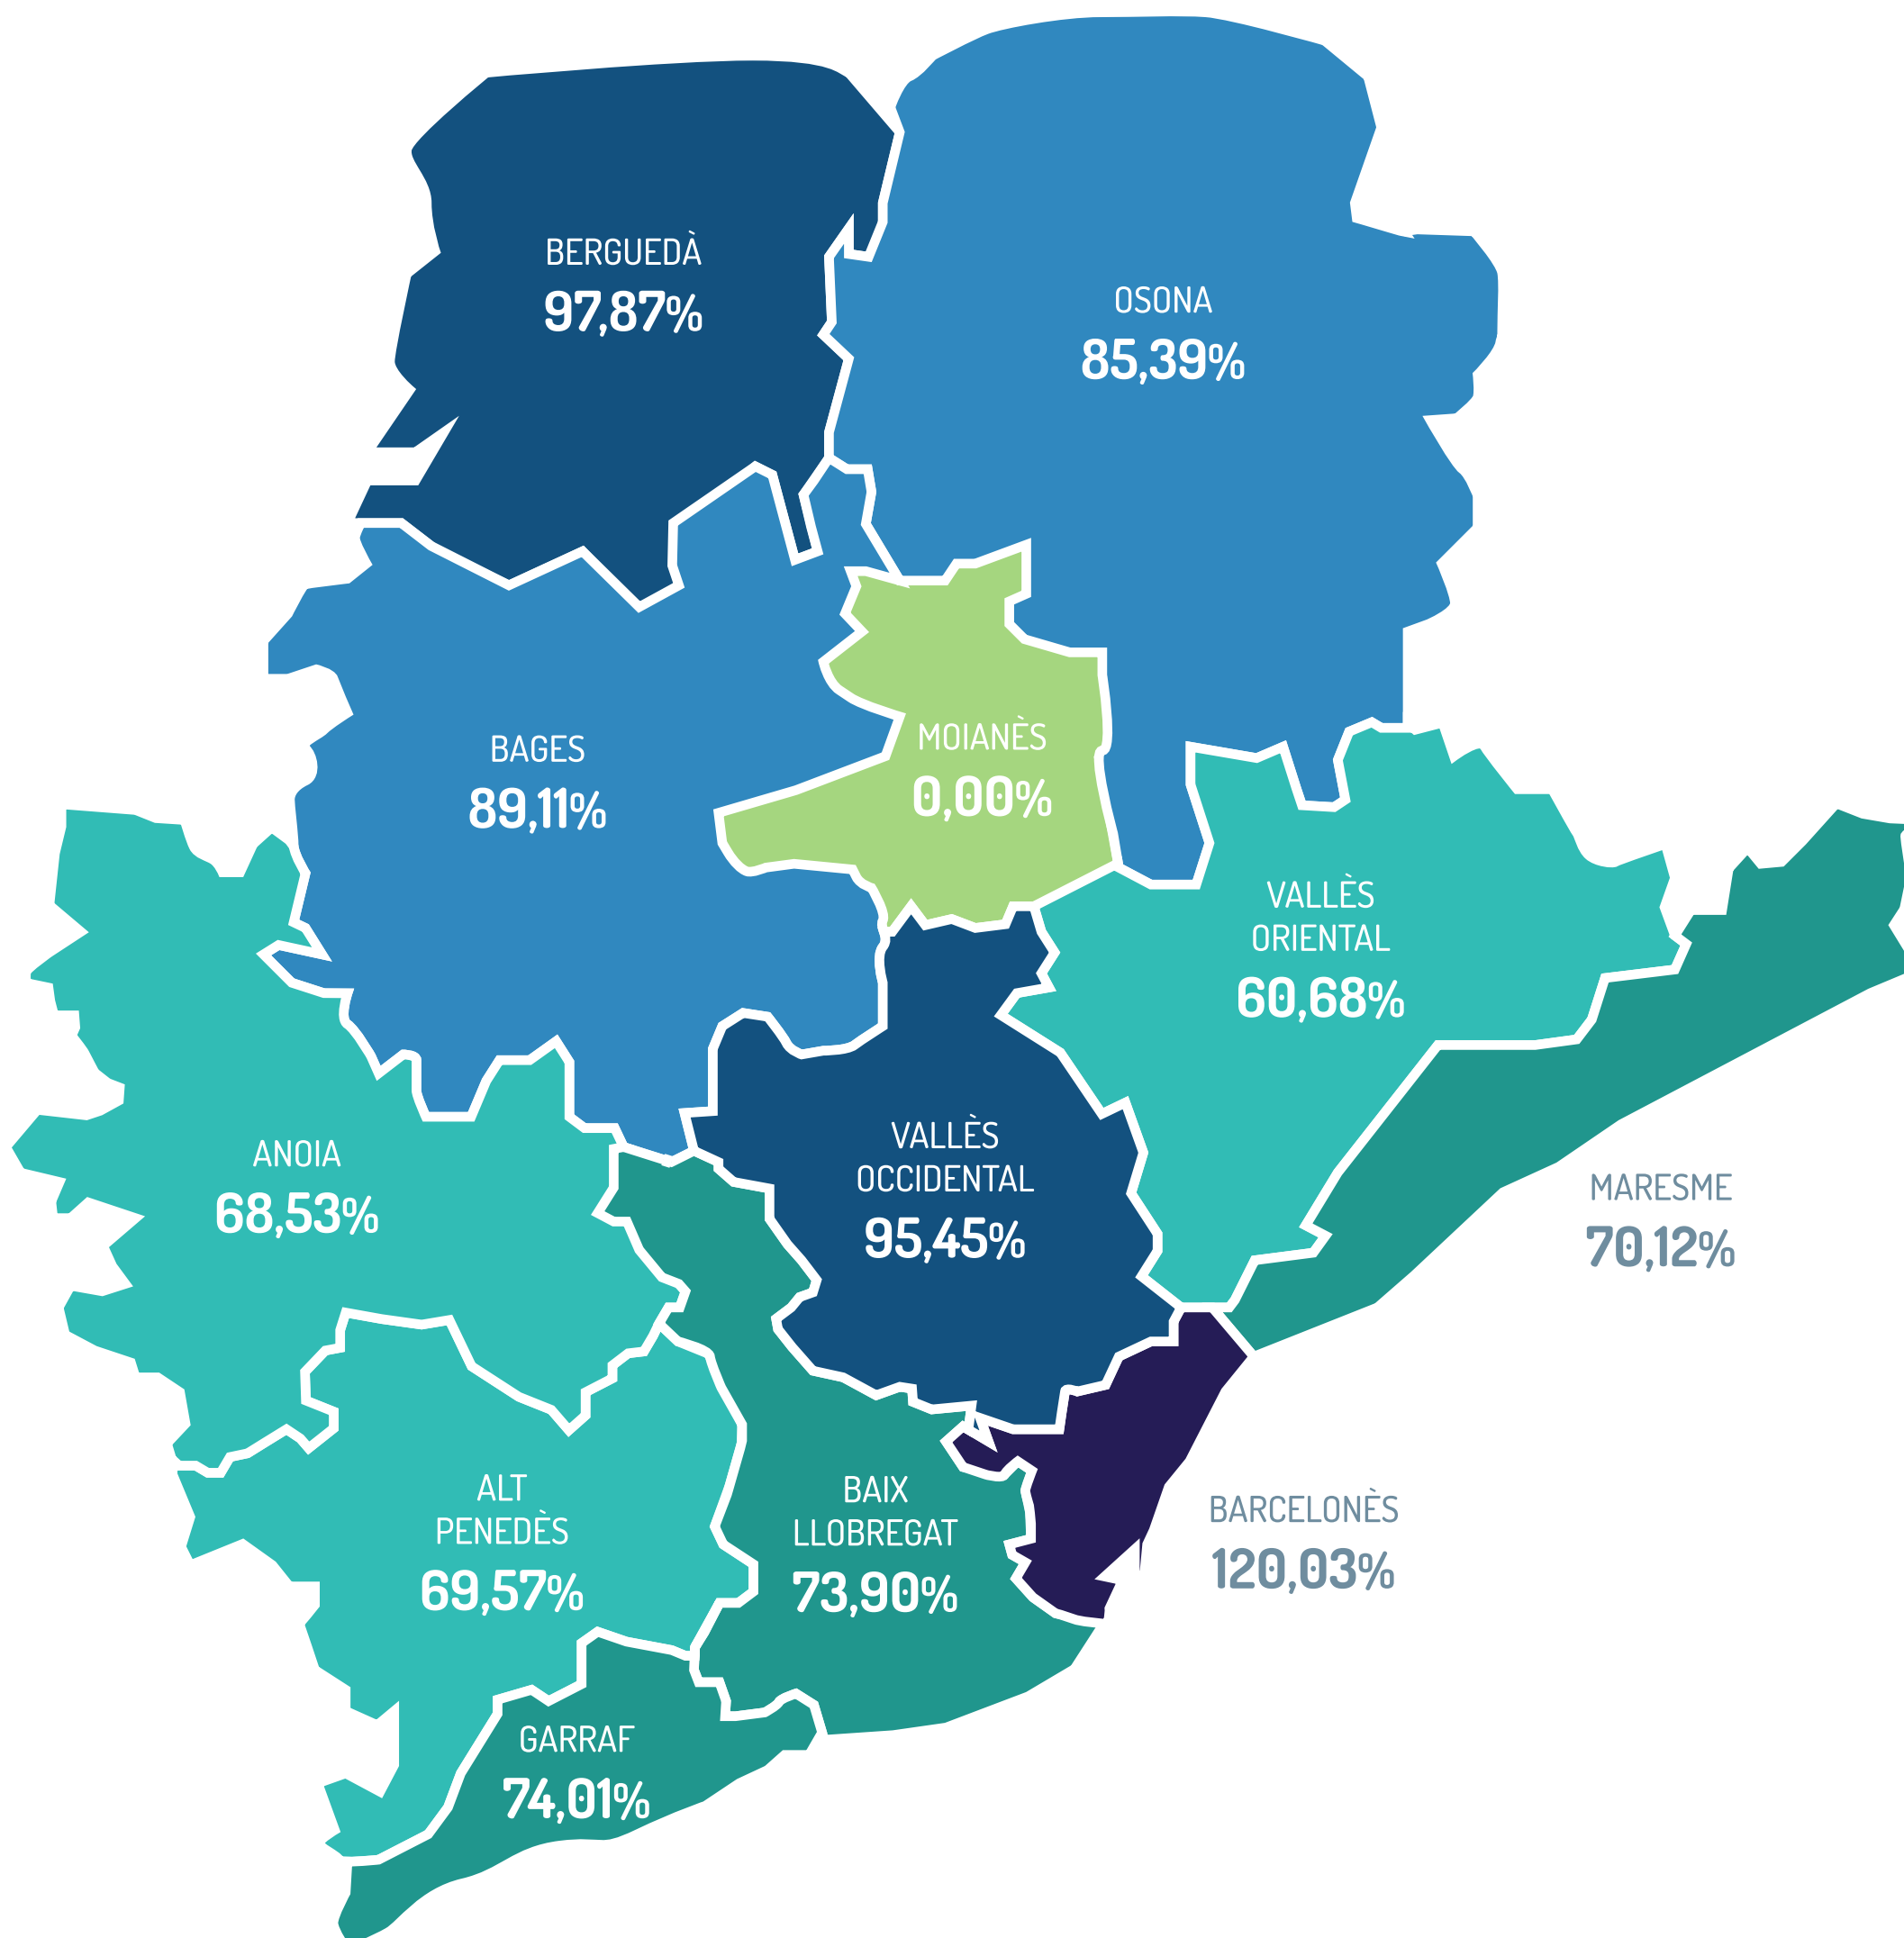 BERGUEDÀ
97,87%
OSONA
85,39%
BAGES
89,11%
MOIANÈS
0,00%
VALLÈS
ORIENTAL
60,68%
ANOIA
68,53%
VALLÈS
OCCIDENTAL
95,45%
MARESME
70,12%
ALT
PENEDÈS
69,57%
BAIX
LLOBREGAT
73,90%
BARCELONÈS
120,03%
GARRAF
74,01%